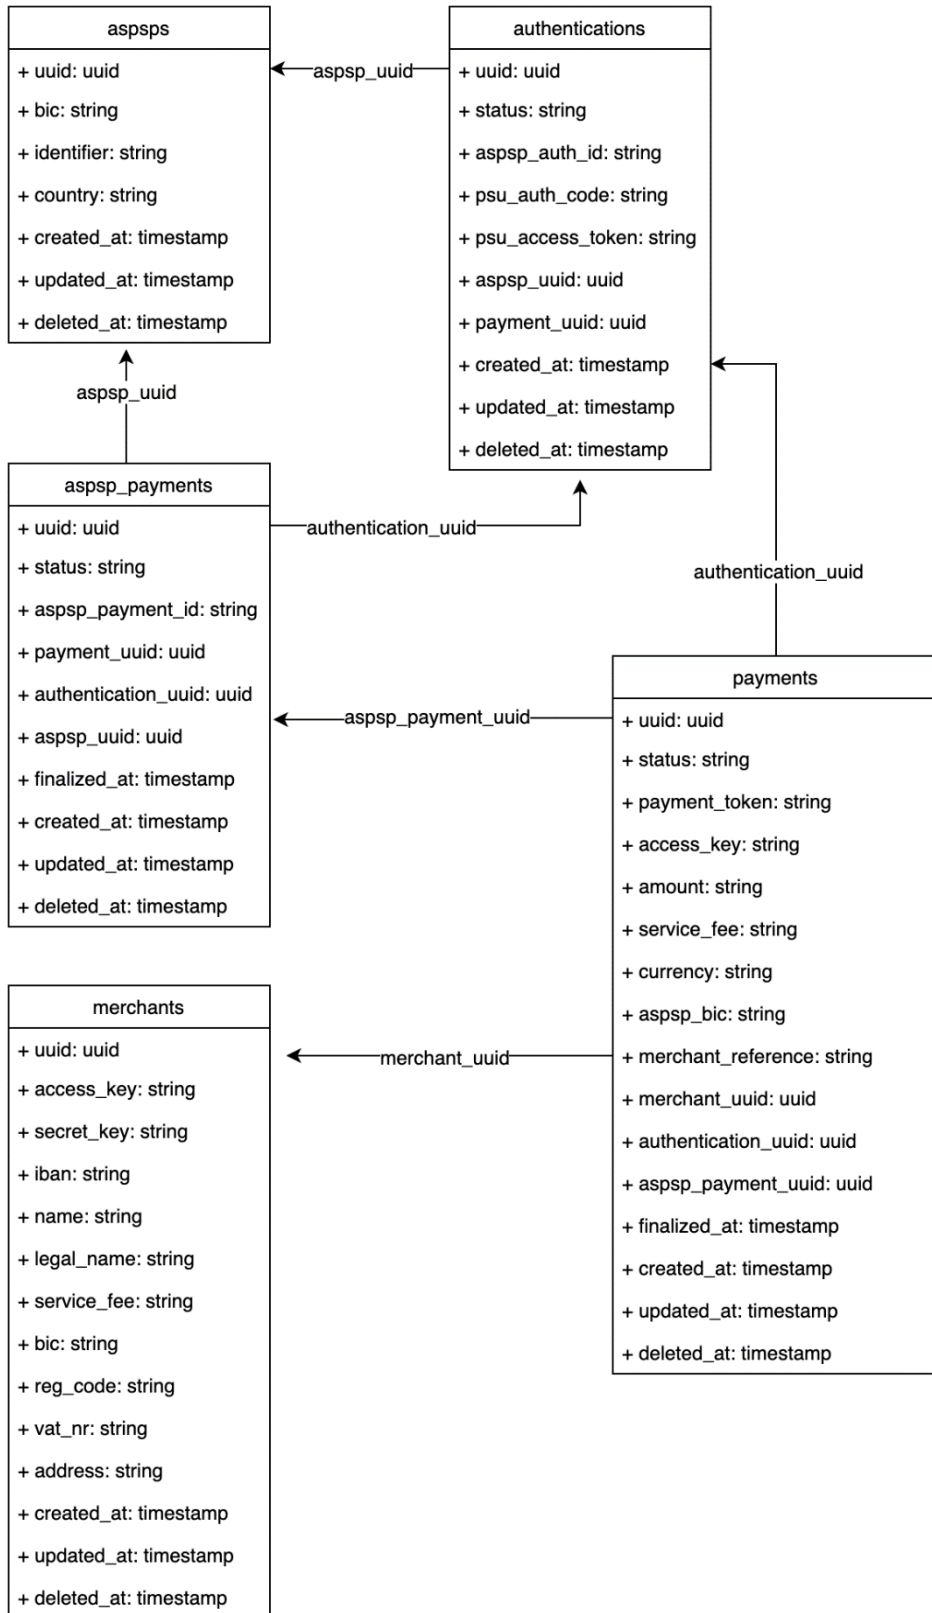 aspsps
+ uuid: uuid
+ bic: string
+ identifier: string
+ country: string
+ created_at: timestamp
+ updated_at: timestamp
+ deleted_at: timestamp
aspsp_uuid
authentications
+ uuid: uuid
+ status: string
+ aspsp_auth_id: string
+ psu_auth_code: string
+ psu_access_token: string
+ aspsp_uuid: uuid
+ payment_uuid: uuid
+ created_at: timestamp
+ updated_at: timestamp
+ deleted_at: timestamp
aspsp_uuid
aspsp_payments
+ uuid: uuid
+ status: string
+ aspsp_payment_id: string
+ payment_uuid: uuid
+ authentication_uuid: uuid
+ aspsp_uuid: uuid
+ finalized_at: timestamp
+ created_at: timestamp
+ updated_at: timestamp
+ deleted_at: timestamp
authentication_uuid
authentication_uuid
aspsp_payment_uuid
payments
+ uuid: uuid
+ status: string
+ payment_token: string
+ access_key: string
+ amount: string
+ service_fee: string
+ currency: string
+ aspsp_bic: string
+ merchant_reference: string
+ merchant_uuid: uuid
+ authentication_uuid: uuid
+ aspsp_payment_uuid: uuid
+ finalized_at: timestamp
+ created_at: timestamp
+ updated_at: timestamp
+ deleted_at: timestamp
merchant_uuid
merchants
+ uuid: uuid
+ access_key: string
+ secret_key: string
+ iban: string
+ name: string
+ legal_name: string
+ service_fee: string
+ bic: string
+ reg_code: string
+ vat_nr: string
+ address: string
+ created_at: timestamp
+ updated_at: timestamp
+ deleted_at: timestamp